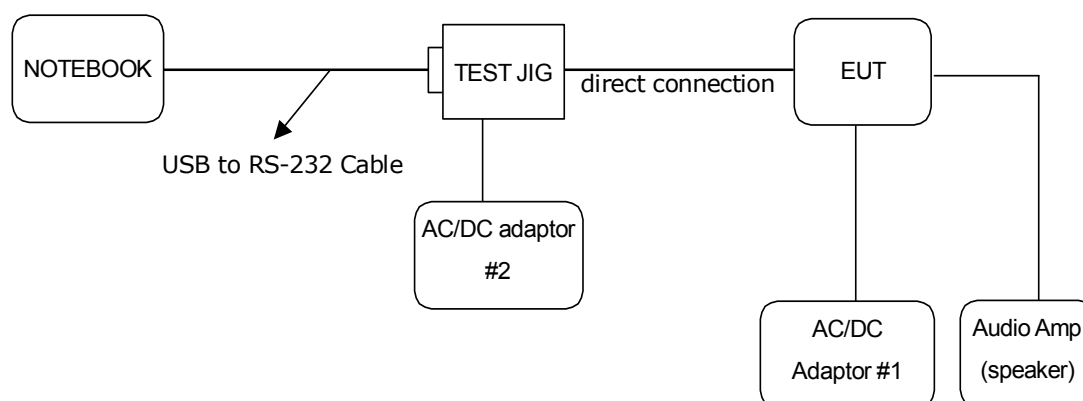 NOTEBOOK
TEST JIG
direct connection
EUT
USB to RS-232 Cable
AC/DC adaptor
#2
AC/DC
Adaptor #1
Audio Amp
(speaker)